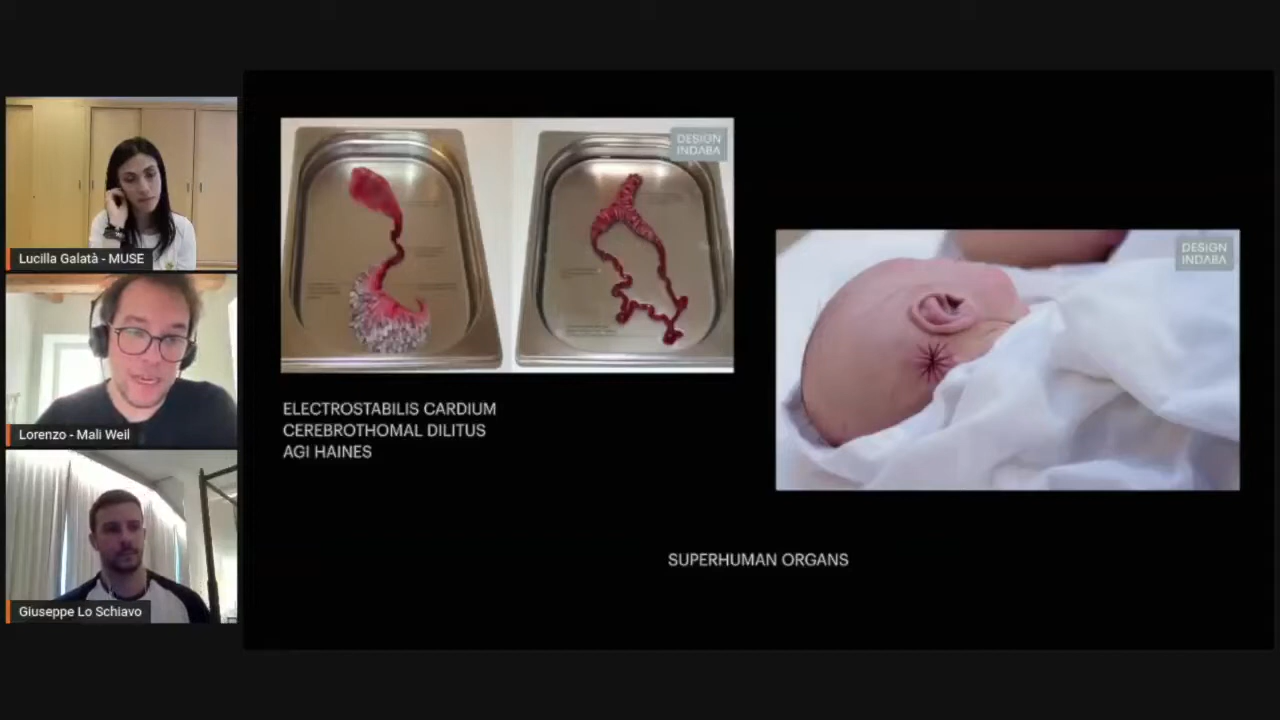 Lucilla Galatà - MUSE
Lorenzo - Mali Weil
Giuseppe Lo Schiavo
DESIGN
INDABA
ELECTROSTABILIS CARDIUM
CEREBROTHOMAL DILITUS
AGI HAINES
DESIGN
INDABA
SUPERHUMAN ORGANS